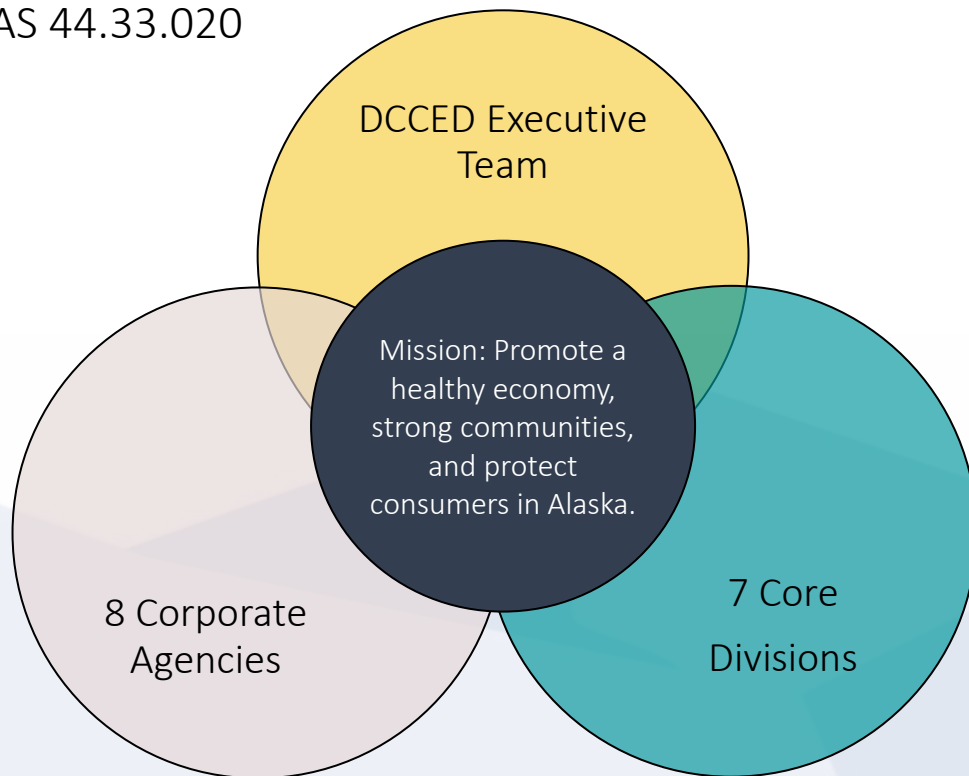 AS 44.33.020
DCCED Executive
Team
Mission: Promote a
healthy economy,
strong communities,
and protect
consumers in Alaska.
8 Corporate
Agencies
7 Core
Divisions